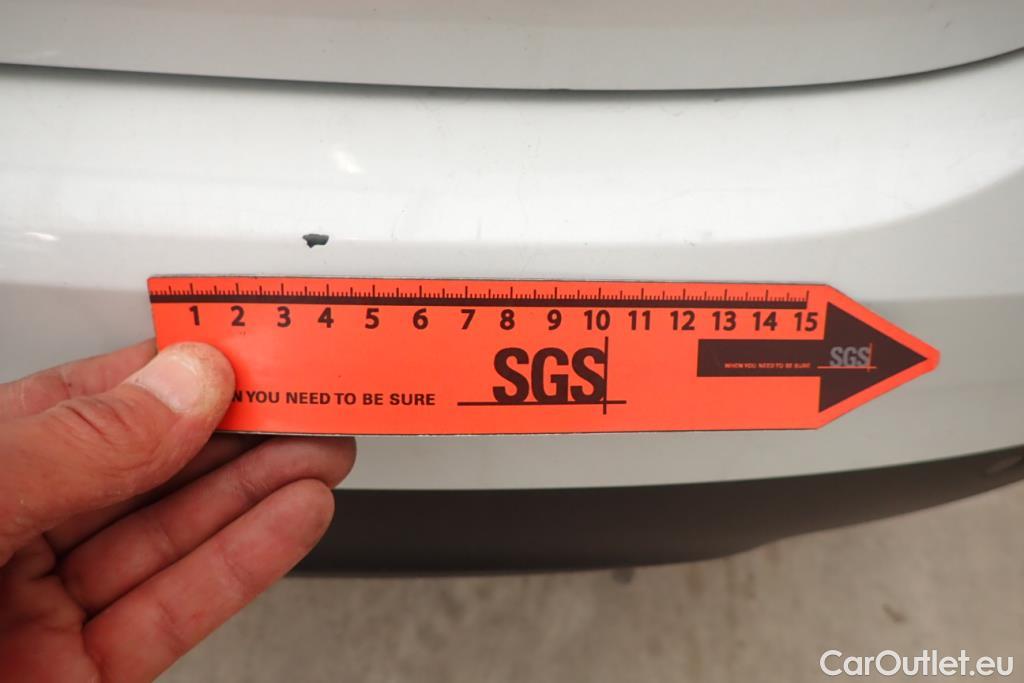 1 2 3 4 5 6 7 8 9 10 11 12 13 14 15
SGS
WHEN YOU NEED TO BE SURE
SGS
N YOU NEED TO BE SURE
CarOutlet.eu